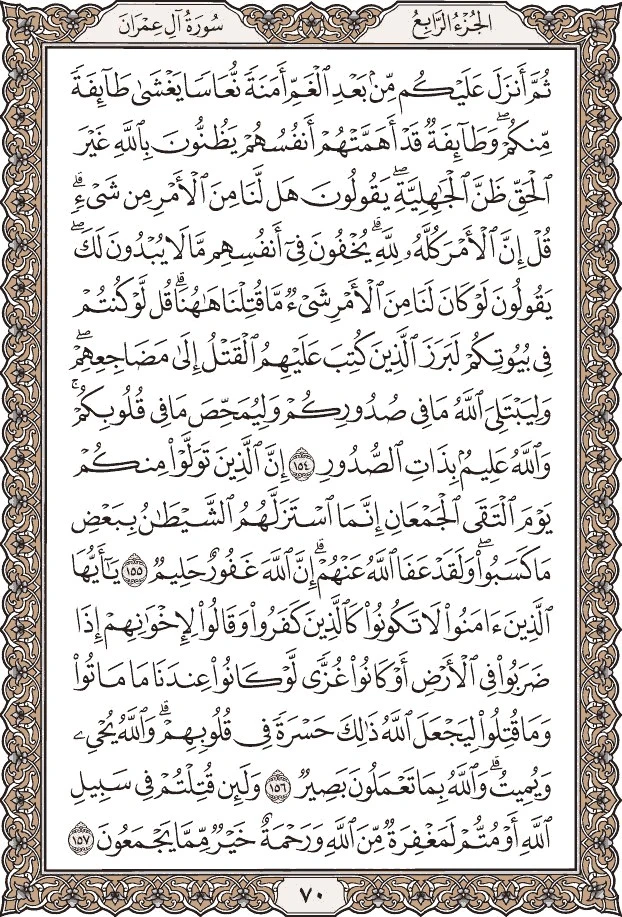 الجُزْءُ الرَّابِعُ
سُورَةُ آلِ عِمْرَانَ
ثُمَّ أَنزَلَ عَلَيْكُم مِّنۢ بَعْدِ ٱلْغَمِّ أَمَنَةً نُّعَاسًا يَغْشَىٰ طَآئِفَةً
مِّنكُمْ ۖ وَطَآئِفَةٌ قَدْ أَهَمَّتْهُمْ أَنفُسُهُمْ يَظُنُّونَ بِٱللَّهِ غَيْرَ
ٱلْحَقِّ ظَنَّ ٱلْجَٰهِلِيَّةِ ۖ يَقُولُونَ هَل لَّنَا مِنَ ٱلْأَمْرِ مِن شَىْءٍ ۗ
قُلْ إِنَّ ٱلْأَمْرَ كُلَّهُۥ لِلَّهِ ۗ يُخْفُونَ فِىٓ أَنفُسِهِم مَّا لَا يُبْدُونَ لَكَ ۖ
يَقُولُونَ لَوْ كَانَ لَنَا مِنَ ٱلْأَمْرِ شَىْءٌ مَّا قُتِلْنَا هَٰهُنَا ۗ قُل لَّوْ كُنتُمْ
فِى بُيُوتِكُمْ لَبَرَزَ ٱلَّذِينَ كُتِبَ عَلَيْهِمُ ٱلْقَتْلُ إِلَىٰ مَضَاجِعِهِمْ ۖ
وَلِيَبْتَلِىَ ٱللَّهُ مَا فِى صُدُورِكُمْ وَلِيُمَحِّصَ مَا فِى قُلُوبِكُمْ ۚ
وَٱللَّهُ عَلِيمٌۢ بِذَاتِ ٱلصُّدُورِ ١٥٤ إِنَّ ٱلَّذِينَ تَوَلَّوْا۟ مِنكُمْ
يَوْمَ ٱلْتَقَى ٱلْجَمْعَانِ إِنَّمَا ٱسْتَزَلَّهُمُ ٱلشَّيْطَٰنُ بِبَعْضِ
مَا كَسَبُوا۟ ۖ وَلَقَدْ عَفَا ٱللَّهُ عَنْهُمْ ۗ إِنَّ ٱللَّهَ غَفُورٌ حَلِيمٌ ١٥٥ يَٰٓأَيُّهَا
ٱلَّذِينَ ءَامَنُوا۟ لَا تَكُونُوا۟ كَٱلَّذِينَ كَفَرُوا۟ وَقَالُوا۟ لِإِخْوَٰنِهِمْ إِذَا
ضَرَبُوا۟ فِى ٱلْأَرْضِ أَوْ كَانُوا۟ غُزًّى لَّوْ كَانُوا۟ عِندَنَا مَا مَاتُوا۟
وَمَا قُتِلُوا۟ لِيَجْعَلَ ٱللَّهُ ذَٰلِكَ حَسْرَةً فِى قُلُوبِهِمْ ۗ وَٱللَّهُ يُحْىِۦ
وَيُمِيتُ ۗ وَٱللَّهُ بِمَا تَعْمَلُونَ بَصِيرٌ ١٥٦ وَلَئِن قُتِلْتُمْ فِى سَبِيلِ
ٱللَّهِ أَوْ مُتُّمْ لَمَغْفِرَةٌ مِّنَ ٱللَّهِ وَرَحْمَةٌ خَيْرٌ مِّمَّا يَجْمَعُونَ ١٥٧
٧٠